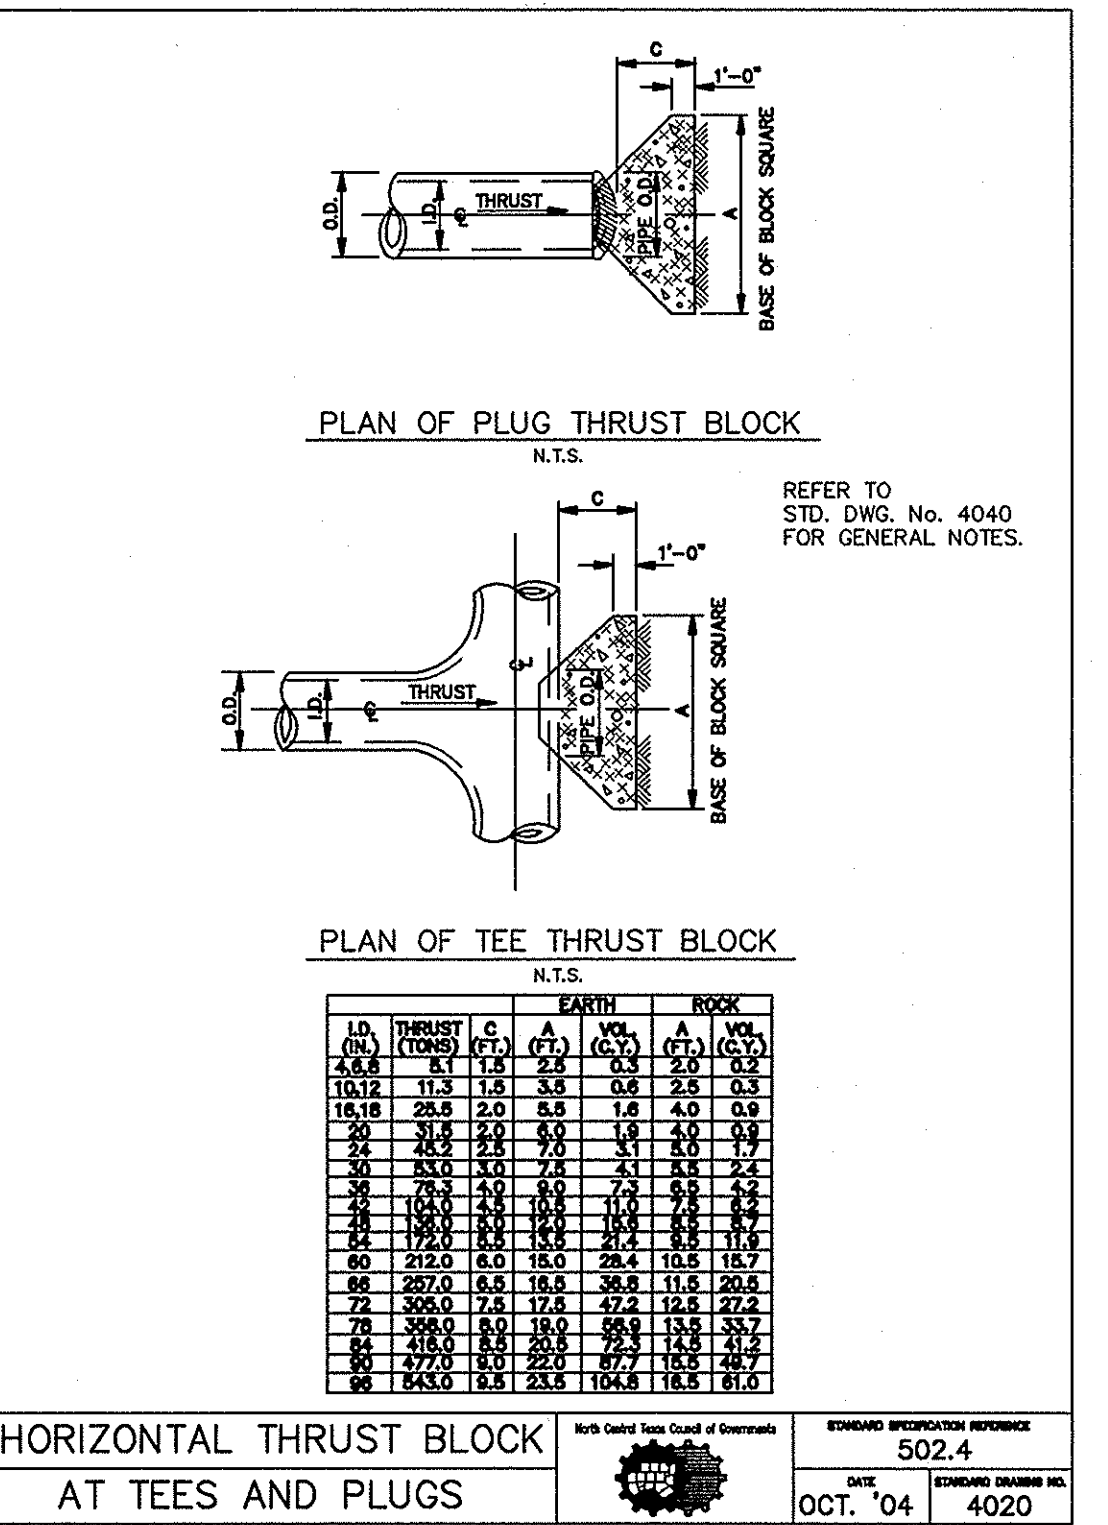 C
1'-0"
O.D.
I.D.
℄
THRUST
PIPE O.D.
A
BASE OF BLOCK SQUARE
PLAN OF PLUG THRUST BLOCK
N.T.S.
REFER TO
STD. DWG. No. 4040
FOR GENERAL NOTES.
C
1'-0"
O.D.
I.D.
℄
THRUST
℄
PIPE O.D.
A
BASE OF BLOCK SQUARE
PLAN OF TEE THRUST BLOCK
N.T.S.
EARTH ROCK
I.D. (IN.) THRUST (TONS) C (FT.) A (FT.) VOL. (C.Y.) A (FT.) VOL. (C.Y.)
4,6,8 5.1 1.5 2.5 0.3 2.0 0.2
10,12 11.3 1.5 3.5 0.6 2.5 0.3
16,18 25.5 2.0 5.5 1.6 4.0 0.9
20 31.5 2.0 6.0 1.9 4.0 0.9
24 45.2 2.5 7.0 3.1 5.0 1.7
30 53.0 3.0 7.5 4.1 5.5 2.4
36 76.3 4.0 9.0 7.3 6.5 4.2
42 104.0 4.5 10.5 11.0 7.5 6.2
48 136.0 5.0 12.0 15.6 8.5 8.7
54 172.0 5.5 13.5 21.4 9.5 11.9
60 212.0 6.0 15.0 28.4 10.5 15.7
66 257.0 6.5 16.5 36.8 11.5 20.5
72 305.0 7.5 17.5 47.2 12.5 27.2
78 358.0 8.0 19.0 13.5 33.7
84 416.0 8.5 20.5 72.3 14.5 41.2
90 477.0 9.0 22.0 87.7 15.5 49.7
96 543.0 9.5 23.5 104.8 16.5 61.0
HORIZONTAL THRUST BLOCK
AT TEES AND PLUGS
North Central Texas Council of Governments
STANDARD SPECIFICATION REFERENCE
502.4
DATE
OCT. '04
STANDARD DRAWING NO.
4020